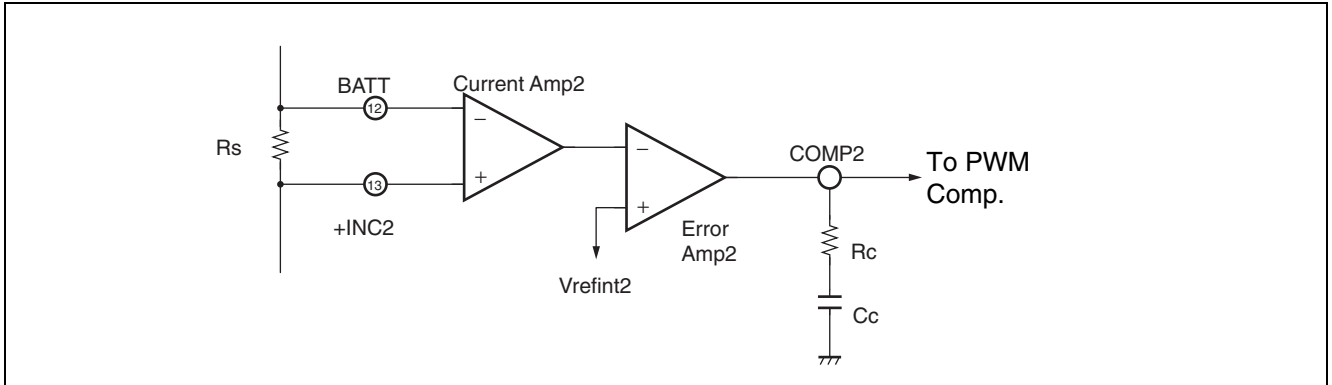 BATT
12
Current Amp2
−
Rs
+
13
+INC2
−
+
Error
Amp2
Vrefint2
COMP2
To PWM
Comp.
Rc
Cc